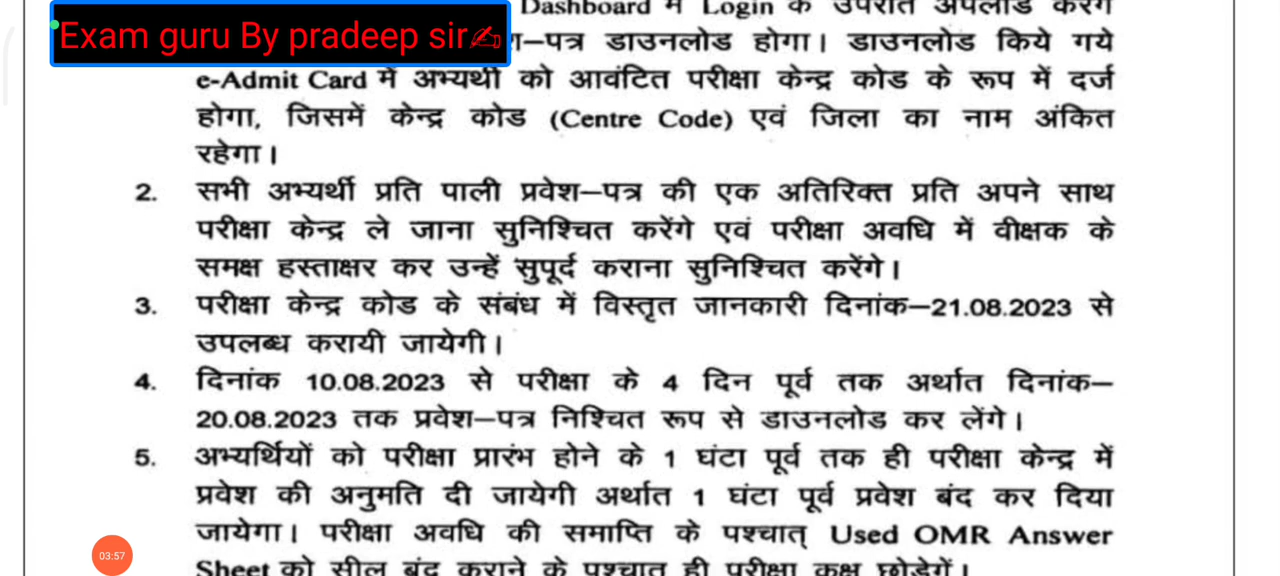 Dashboard में Login के उपरांत अपलोड करेंगे
Exam guru By pradeep sir✍
–पत्र डाउनलोड होगा। डाउनलोड किये गये
e-Admit Card में अभ्यर्थी को आवंटित परीक्षा केन्द्र कोड के रूप में दर्ज
होगा, जिसमें केन्द्र कोड (Centre Code) एवं जिला का नाम अंकित
रहेगा।
2. सभी अभ्यर्थी प्रति पाली प्रवेश–पत्र की एक अतिरिक्त प्रति अपने साथ
परीक्षा केन्द्र ले जाना सुनिश्चित करेंगे एवं परीक्षा अवधि में वीक्षक के
समक्ष हस्ताक्षर कर उन्हें सुपूर्द कराना सुनिश्चित करेंगे।
3. परीक्षा केन्द्र कोड के संबंध में विस्तृत जानकारी दिनांक–21.08.2023 से
उपलब्ध करायी जायेगी।
4. दिनांक 10.08.2023 से परीक्षा के 4 दिन पूर्व तक अर्थात दिनांक–
20.08.2023 तक प्रवेश–पत्र निश्चित रूप से डाउनलोड कर लेंगे।
5. अभ्यर्थियों को परीक्षा प्रारंभ होने के 1 घंटा पूर्व तक ही परीक्षा केन्द्र में
प्रवेश की अनुमति दी जायेगी अर्थात 1 घंटा पूर्व प्रवेश बंद कर दिया
जायेगा। परीक्षा अवधि की समाप्ति के पश्चात् Used OMR Answer
Sheet को सील बंद कराने के पश्चात ही परीक्षा कक्ष छोड़ेगें।
03:57